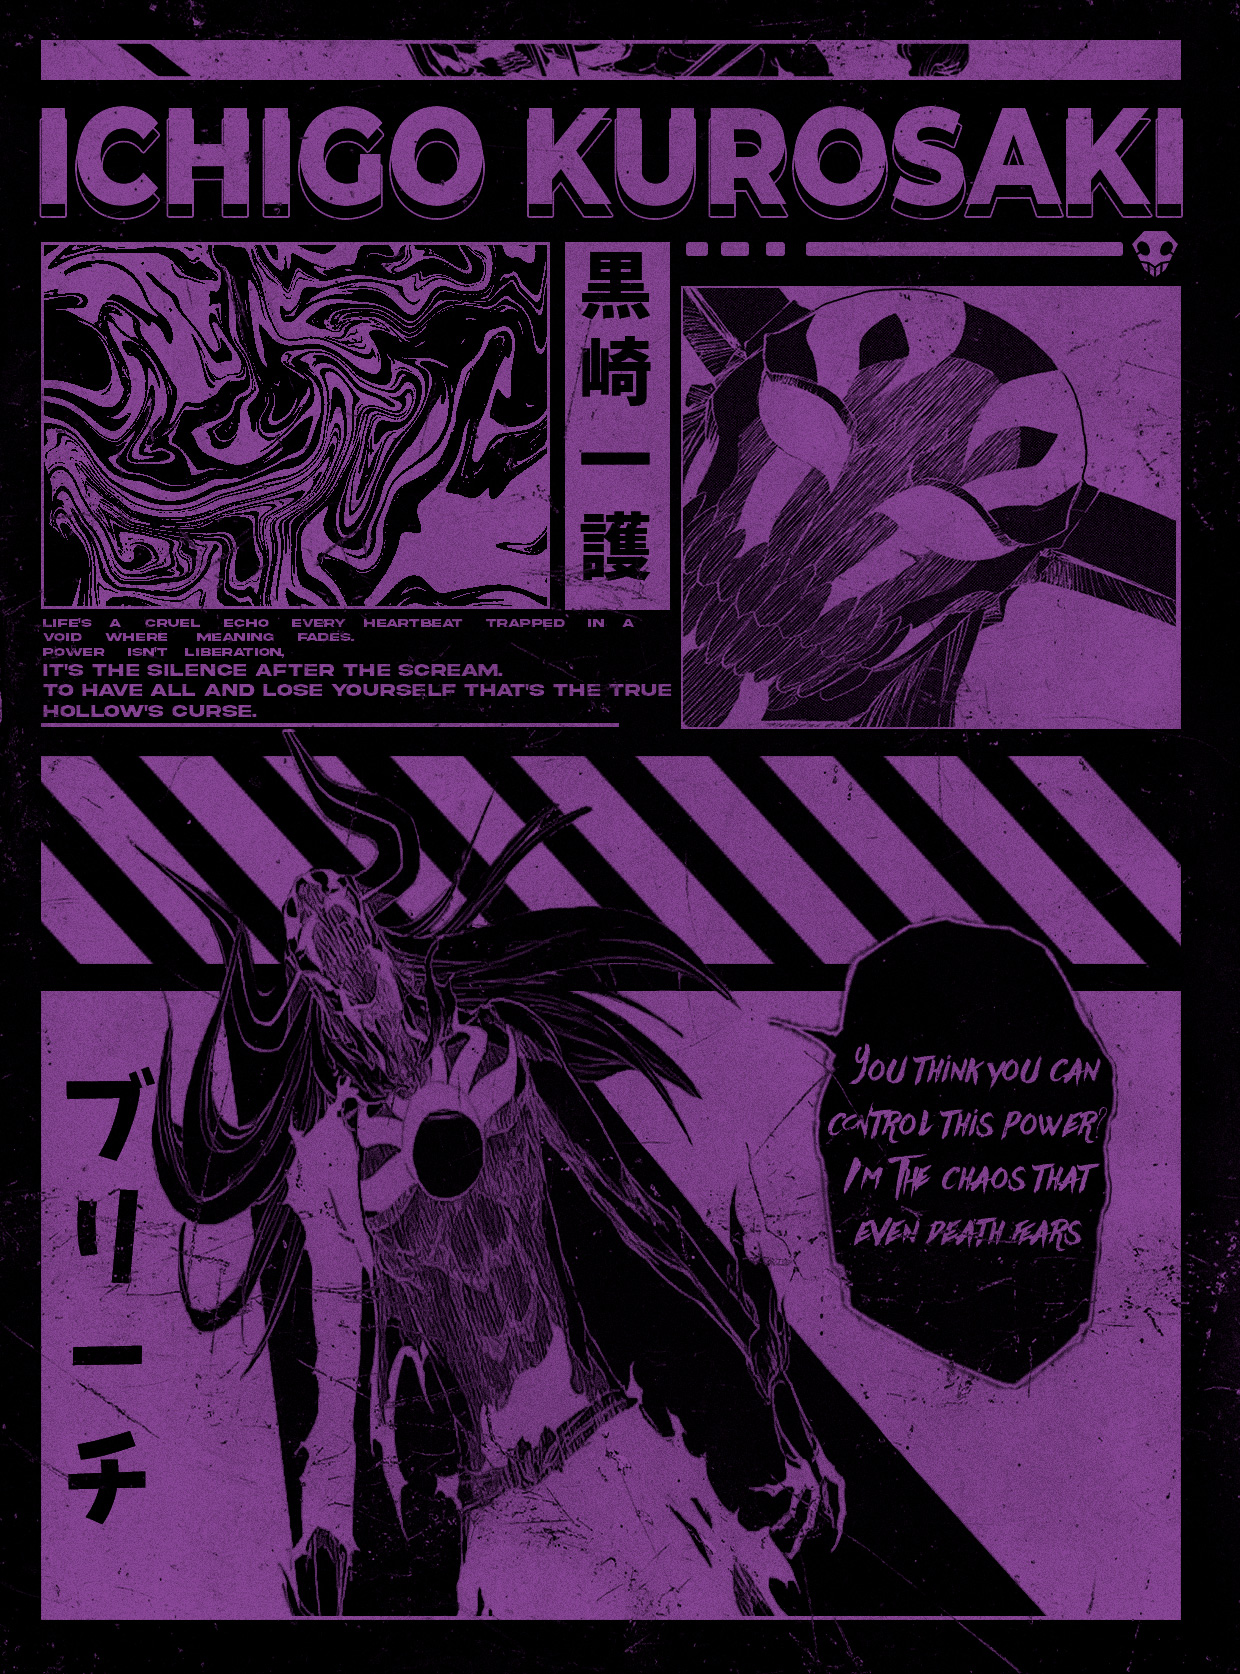 ICHIGO KUROSAKI
黒崎一護
LIFE'S A CRUEL ECHO EVERY HEARTBEAT TRAPPED IN A
VOID WHERE MEANING FADES.
POWER ISN'T LIBERATION,
IT'S THE SILENCE AFTER THE SCREAM.
TO HAVE ALL AND LOSE YOURSELF THAT'S THE TRUE
HOLLOW'S CURSE.
ブリーチ
YOU THINK YOU CAN
CONTROL THIS POWER?
I'M THE CHAOS THAT
EVEN DEATH FEARS